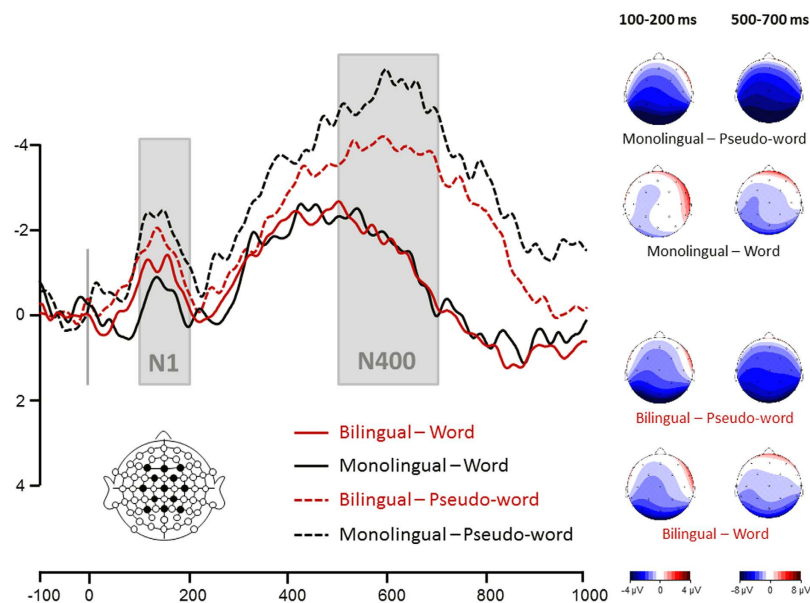 100-200 ms 500-700 ms
Monolingual – Pseudo-word
Monolingual – Word
Bilingual – Pseudo-word
Bilingual – Word
-4 µV 0 4 µV
-8 µV 0 8 µV
-4
-2
0
2
4
N1
N400
Bilingual – Word
Monolingual – Word
Bilingual – Pseudo-word
Monolingual – Pseudo-word
-100 0 200 400 600 800 1000